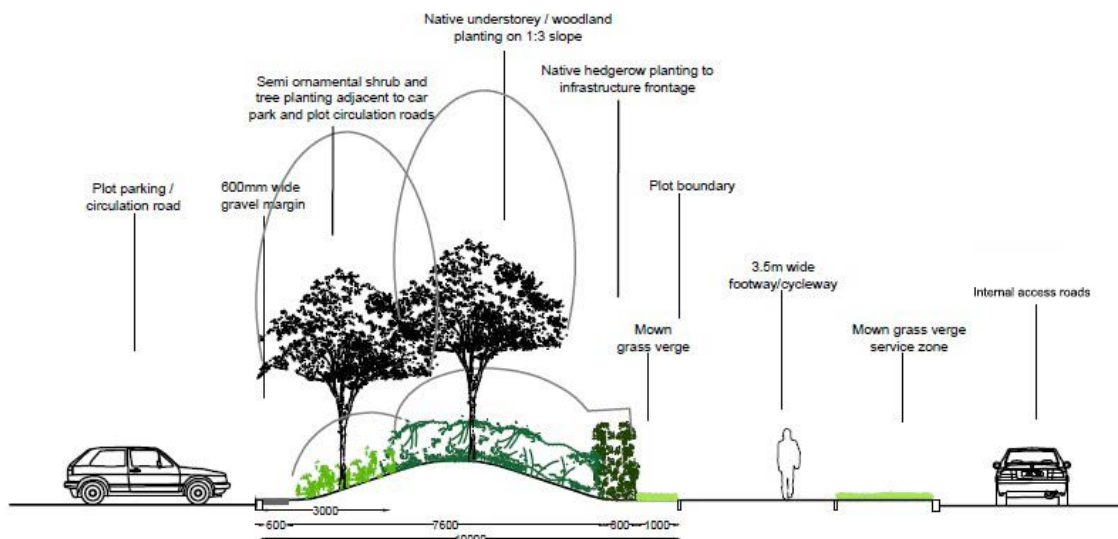 Native understorey / woodland
planting on 1:3 slope
Semi ornamental shrub and
tree planting adjacent to car
park and plot circulation roads
Native hedgerow planting to
infrastructure frontage
Plot parking /
circulation road
600mm wide
gravel margin
Plot boundary
3.5m wide
footway/cycleway
Internal access roads
Mown
grass verge
Mown grass verge
service zone
3000
600 7600 800 1000
10000